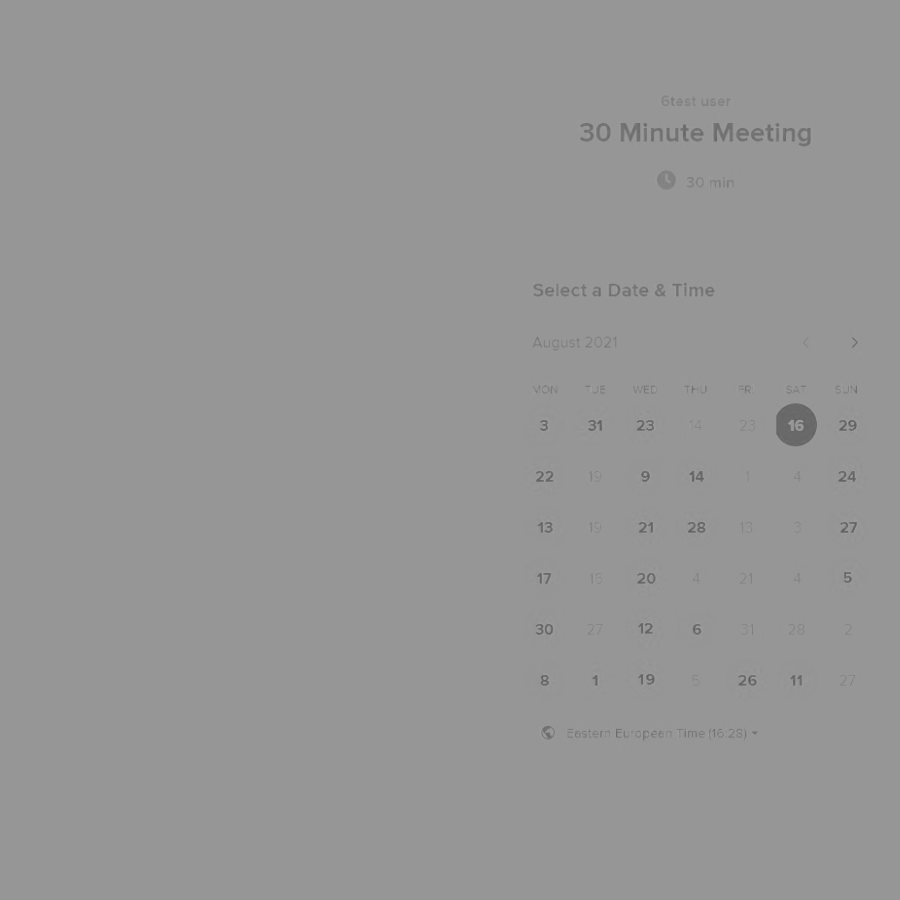 6test user
30 Minute Meeting
30 min
Select a Date & Time
August 2021
MON TUE WED THU FRI SAT SUN
3 31 23 14 23 16 29
22 19 9 14 1 4 24
13 19 21 28 13 3 27
17 15 20 4 21 4 5
30 27 12 6 31 28 2
8 1 19 5 26 11 27
Eastern European Time (16:28)